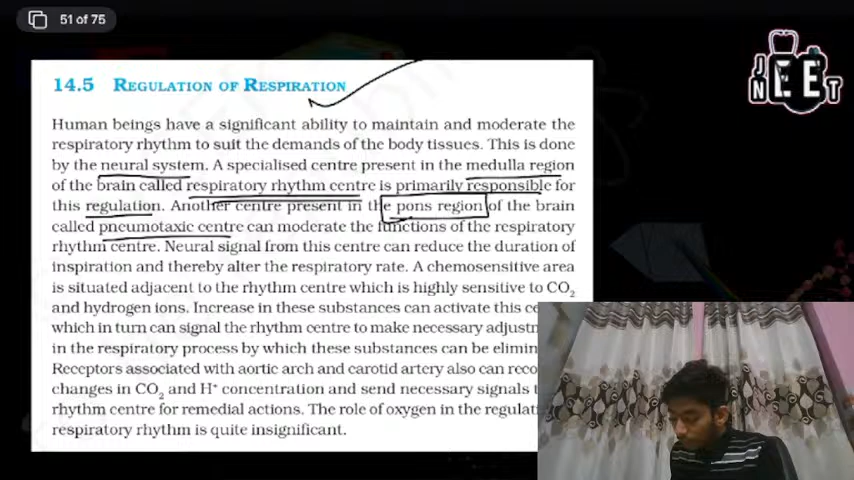 51 of 75
J
N EE T
14.5 REGULATION OF RESPIRATION
Human beings have a significant ability to maintain and moderate the
respiratory rhythm to suit the demands of the body tissues. This is done
by the neural system. A specialised centre present in the medulla region
of the brain called respiratory rhythm centre is primarily responsible for
this regulation. Another centre present in the pons region of the brain
called pneumotaxic centre can moderate the functions of the respiratory
rhythm centre. Neural signal from this centre can reduce the duration of
inspiration and thereby alter the respiratory rate. A chemosensitive area
is situated adjacent to the rhythm centre which is highly sensitive to CO2
and hydrogen ions. Increase in these substances can activate this
which in turn can signal the rhythm centre to make necessary
in the respiratory process by which these substances can be
Receptors associated with aortic arch and carotid artery also can
changes in CO2 and H+ concentration and send necessary signals
rhythm centre for remedial actions. The role of oxygen in the
respiratory rhythm is quite insignificant.